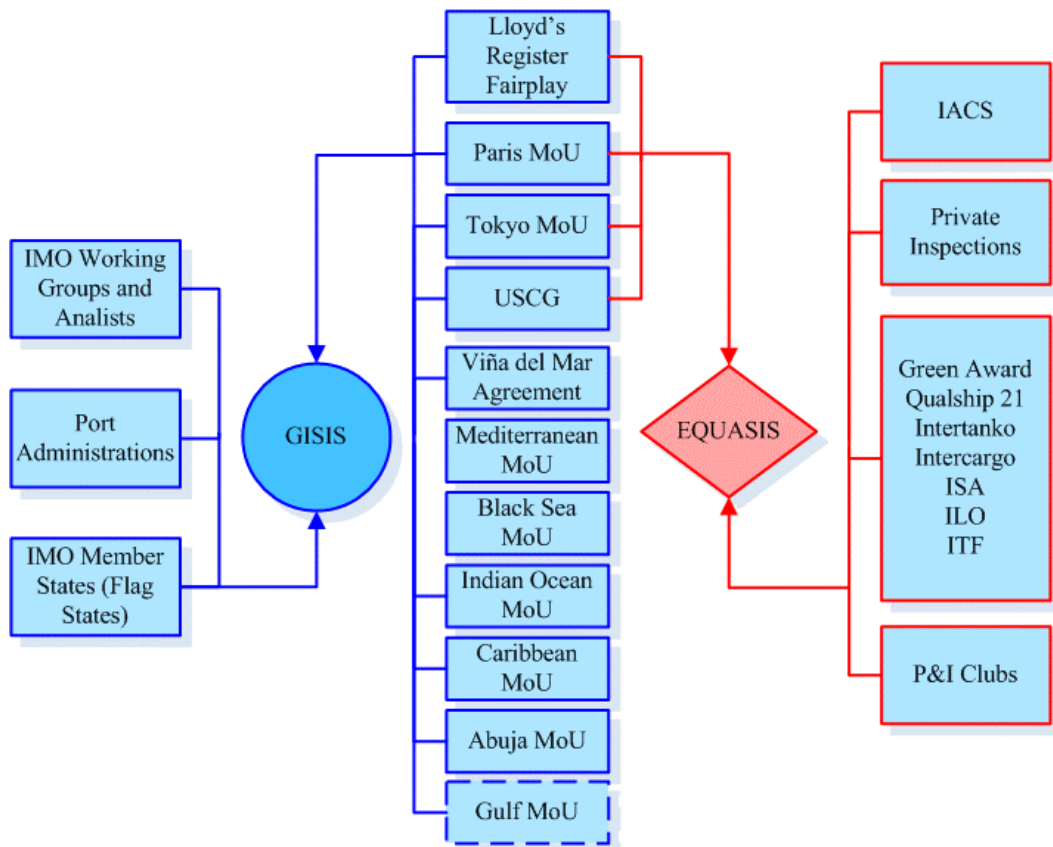 IMO Working
Groups and
Analists
Port
Administrations
IMO Member
States (Flag
States)
GISIS
Lloyd’s
Register
Fairplay
Paris MoU
Tokyo MoU
USCG
Viña del Mar
Agreement
Mediterranean
MoU
Black Sea
MoU
Indian Ocean
MoU
Caribbean
MoU
Abuja MoU
Gulf MoU
EQUASIS
IACS
Private
Inspections
Green Award
Qualship 21
Intertanko
Intercargo
ISA
ILO
ITF
P&I Clubs